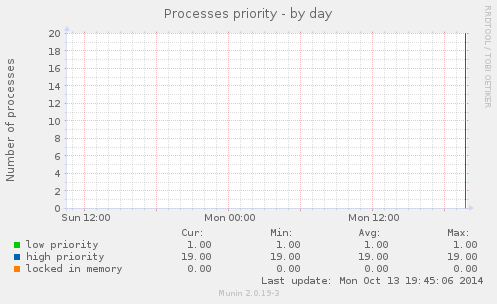 Processes priority - by day
RRDTOOL / TOBI OETIKER
Number of processes
20
18
16
14
12
10
8
6
4
2
0
Sun 12:00 Mon 00:00 Mon 12:00
Cur: Min: Avg: Max:
low priority 1.00 1.00 1.00 1.00
high priority 19.00 19.00 19.00 19.00
locked in memory 0.00 0.00 0.00 0.00
Last update: Mon Oct 13 19:45:06 2014
Munin 2.0.19-3